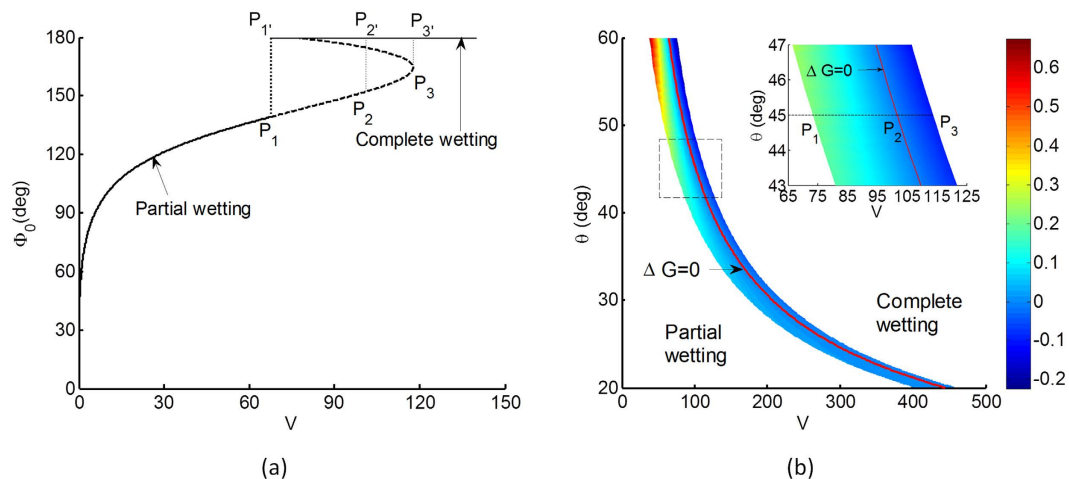 P1' P2' P3'
180
150
120
90
60
30
0
Φ0(deg)
P1
P2
P3
Complete wetting
Partial wetting
0 30 60 90 120 150
V
(a)
60
50
40
30
20
θ (deg)
ΔG=0
Partial
wetting
Complete
wetting
0 100 200 300 400 500
V
47
46
45
44
43
θ (deg)
ΔG=0
P1
P2
P3
65 75 85 95 105 115 125
V
0.6
0.5
0.4
0.3
0.2
0.1
0
-0.1
-0.2
(b)